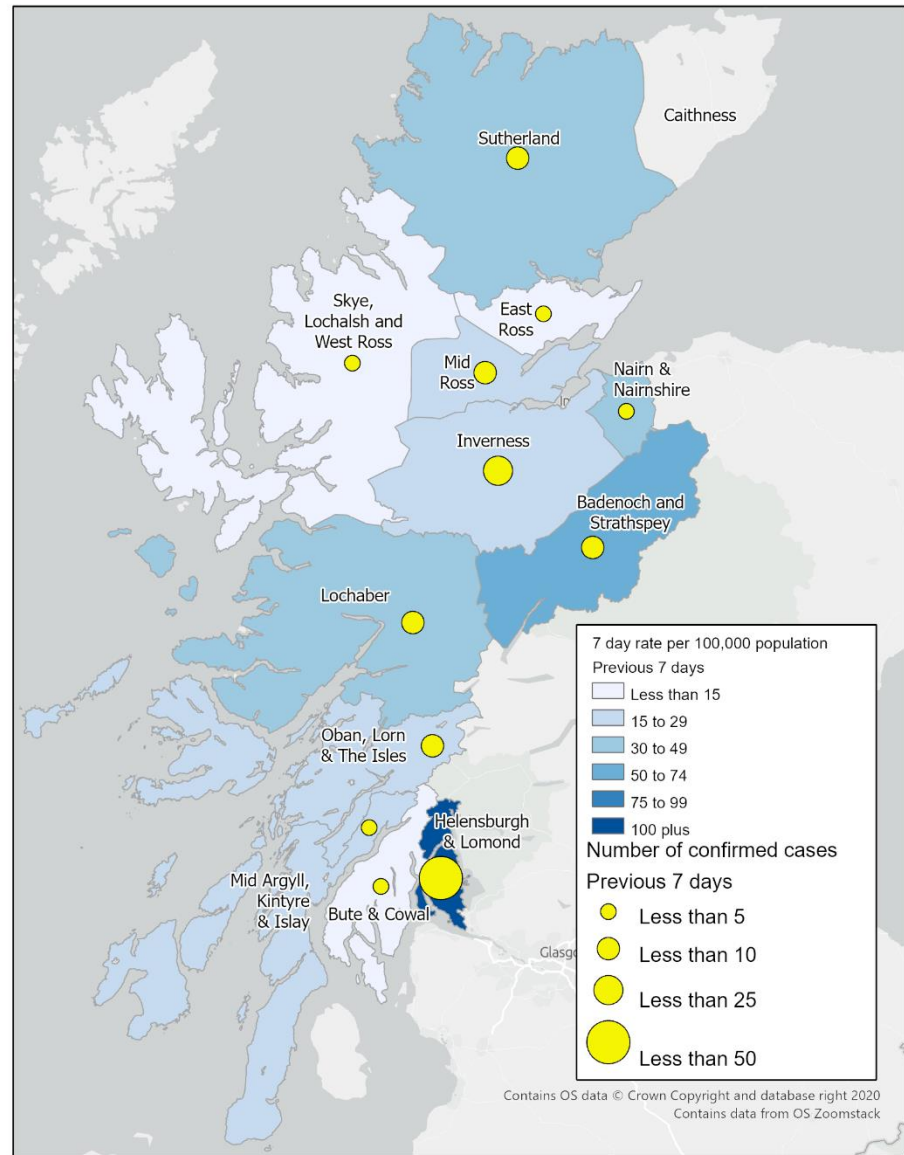 Caithness
Sutherland
Skye,
Lochalsh and
West Ross
East
Ross
Mid
Ross
Nairn &
Nairnshire
In
Inverness
Badenoch and
Strathspey
Lochaber
Oban, Lorn
& The Isles
Helensburgh
& Lomond
Mid Argyll,
Kintyre
& Islay
Bute & Cowal
Glasgo
7 day rate per 100,000 population
Previous 7 days
Less than 15
15 to 29
30 to 49
50 to 74
75 to 99
100 plus
Number of confirmed cases
Previous 7 days
Less than 5
Less than 10
Less than 25
Less than 50
Contains OS data © Crown Copyright and database right 2020
Contains data from OS Zoomstack